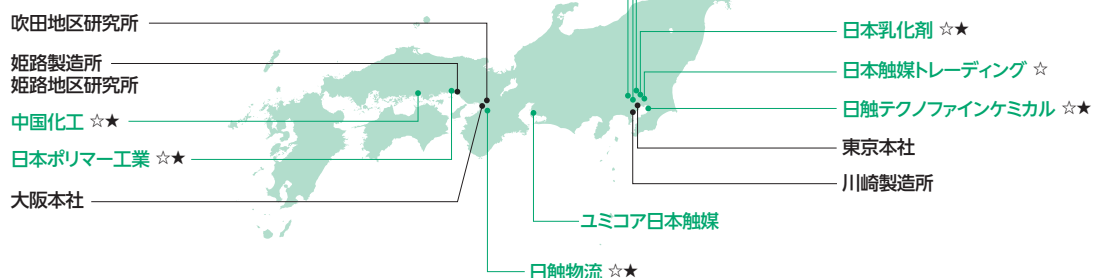 吹田地区研究所
姫路製造所
姫路地区研究所
中国化工 ☆★
日本ポリマー工業 ☆★
大阪本社
日本乳化剤 ☆★
日本触媒トレーディング ☆
日触テクノファインケミカル ☆★
東京本社
川崎製造所
ユミコア日本触媒
日触物流 ☆★